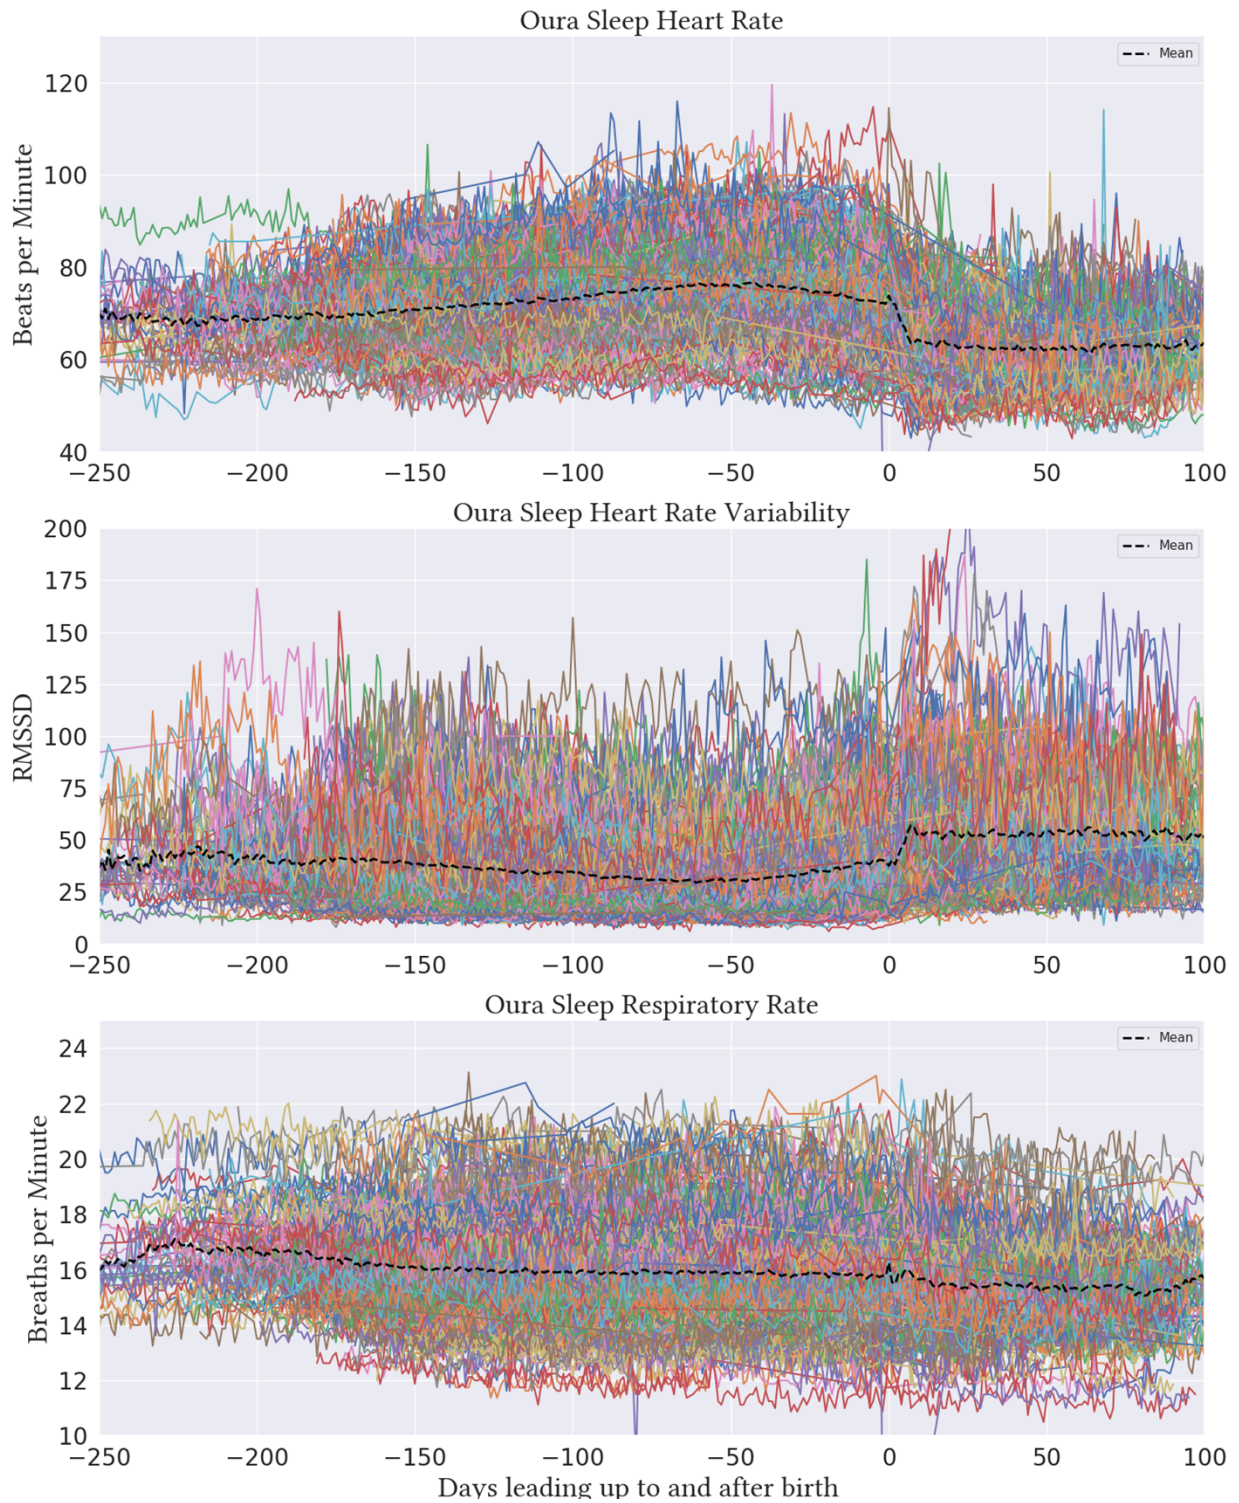 Oura Sleep Heart Rate
Mean
Beats per Minute
120
100
80
60
40
−250 −200 −150 −100 −50 0 50 100
Oura Sleep Heart Rate Variability
Mean
RMSSD
200
175
150
125
100
75
50
25
0
−250 −200 −150 −100 −50 0 50 100
Oura Sleep Respiratory Rate
Mean
Breaths per Minute
24
22
20
18
16
14
12
10
−250 −200 −150 −100 −50 0 50 100
Days leading up to and after birth